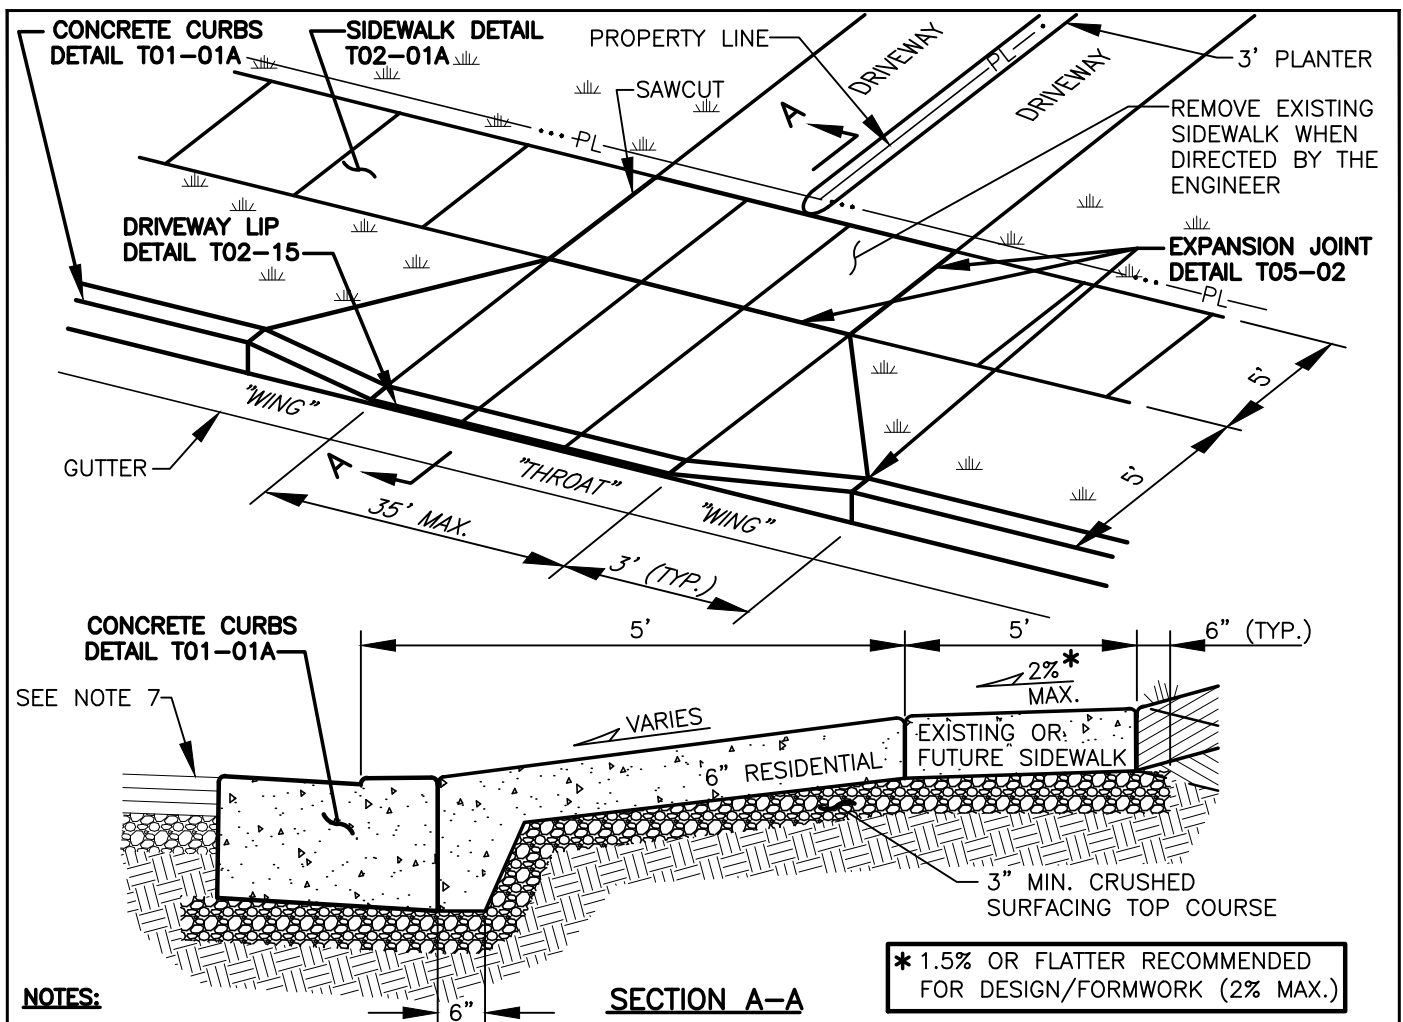 CONCRETE CURBS
DETAIL T01-01A
SIDEWALK DETAIL
T02-01A
PROPERTY LINE
SAWCUT
DRIVEWAY
PL
DRIVEWAY
3' PLANTER
REMOVE EXISTING
SIDEWALK WHEN
DIRECTED BY THE
ENGINEER
A
PL
DRIVEWAY LIP
DETAIL T02-15
EXPANSION JOINT
DETAIL T05-02
PL
"WING"
GUTTER
A
"THROAT"
"WING"
35' MAX.
3' (TYP.)
5'
5'
CONCRETE CURBS
DETAIL T01-01A
SEE NOTE 7
5'
5'
6" (TYP.)
2%*
MAX.
VARIES
6" RESIDENTIAL
EXISTING OR
FUTURE SIDEWALK
3" MIN. CRUSHED
SURFACING TOP COURSE
* 1.5% OR FLATTER RECOMMENDED
FOR DESIGN/FORMWORK (2% MAX.)
NOTES:
6"
SECTION A-A